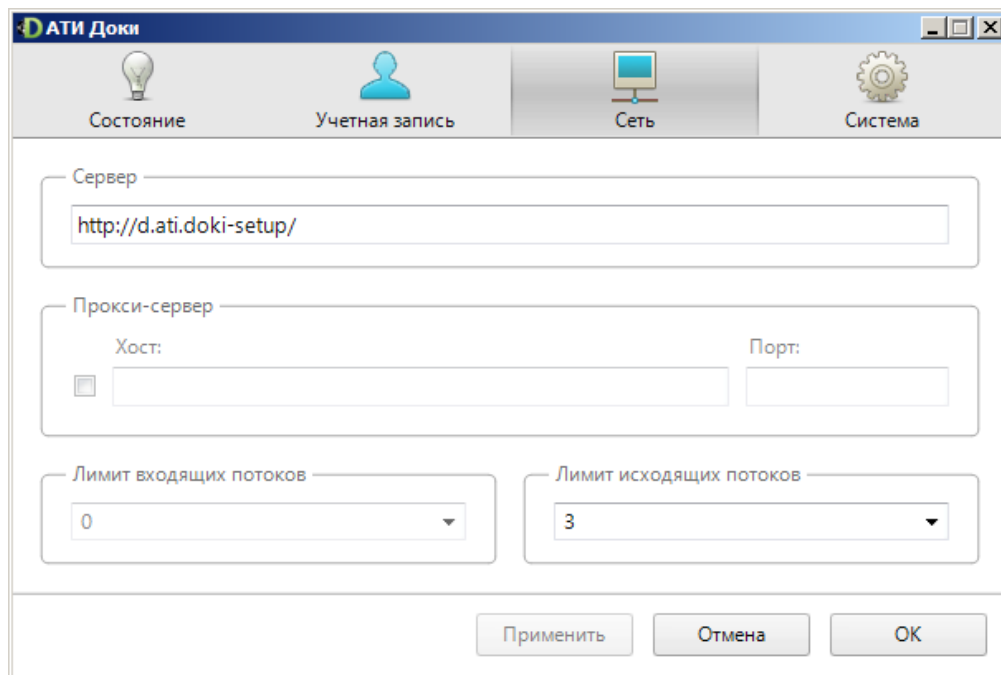 АТИ Доки
Состояние Учетная запись Сеть Система
Сервер
http://d.ati.doki-setup/
Прокси-сервер
Хост: Порт:
Лимит входящих потоков Лимит исходящих потоков
0 3
Применить Отмена OK